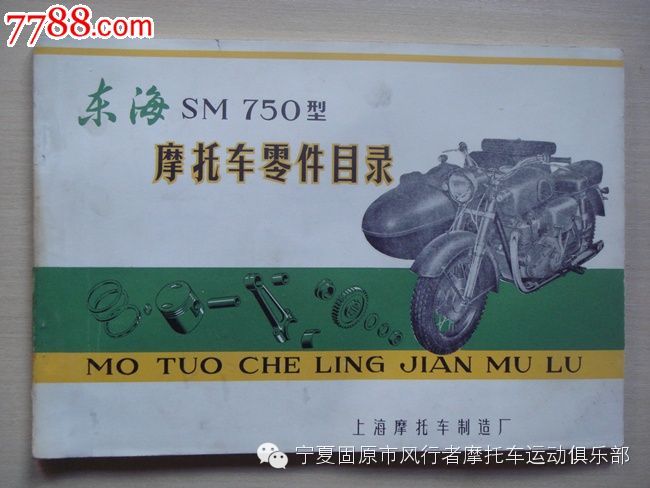 7788.com
东海 SM 750型
摩托车零件目录
MO TUO CHE LING JIAN MU LU
上海摩托车制造厂
宁夏固原市风行者摩托车运动俱乐部